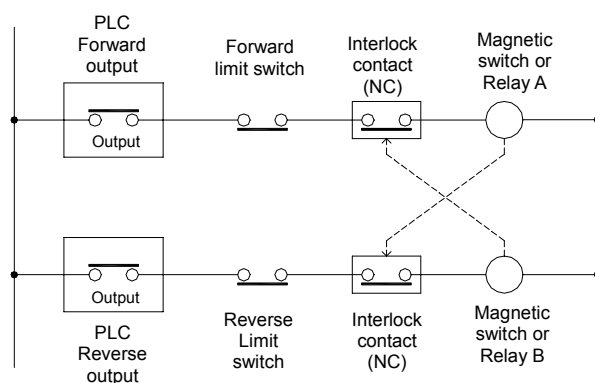 PLC
Forward
output
Forward
limit switch
Interlock
contact
(NC)
Magnetic
switch or
Relay A
Output
Output
PLC
Reverse
output
Reverse
Limit
switch
Interlock
contact
(NC)
Magnetic
switch or
Relay B